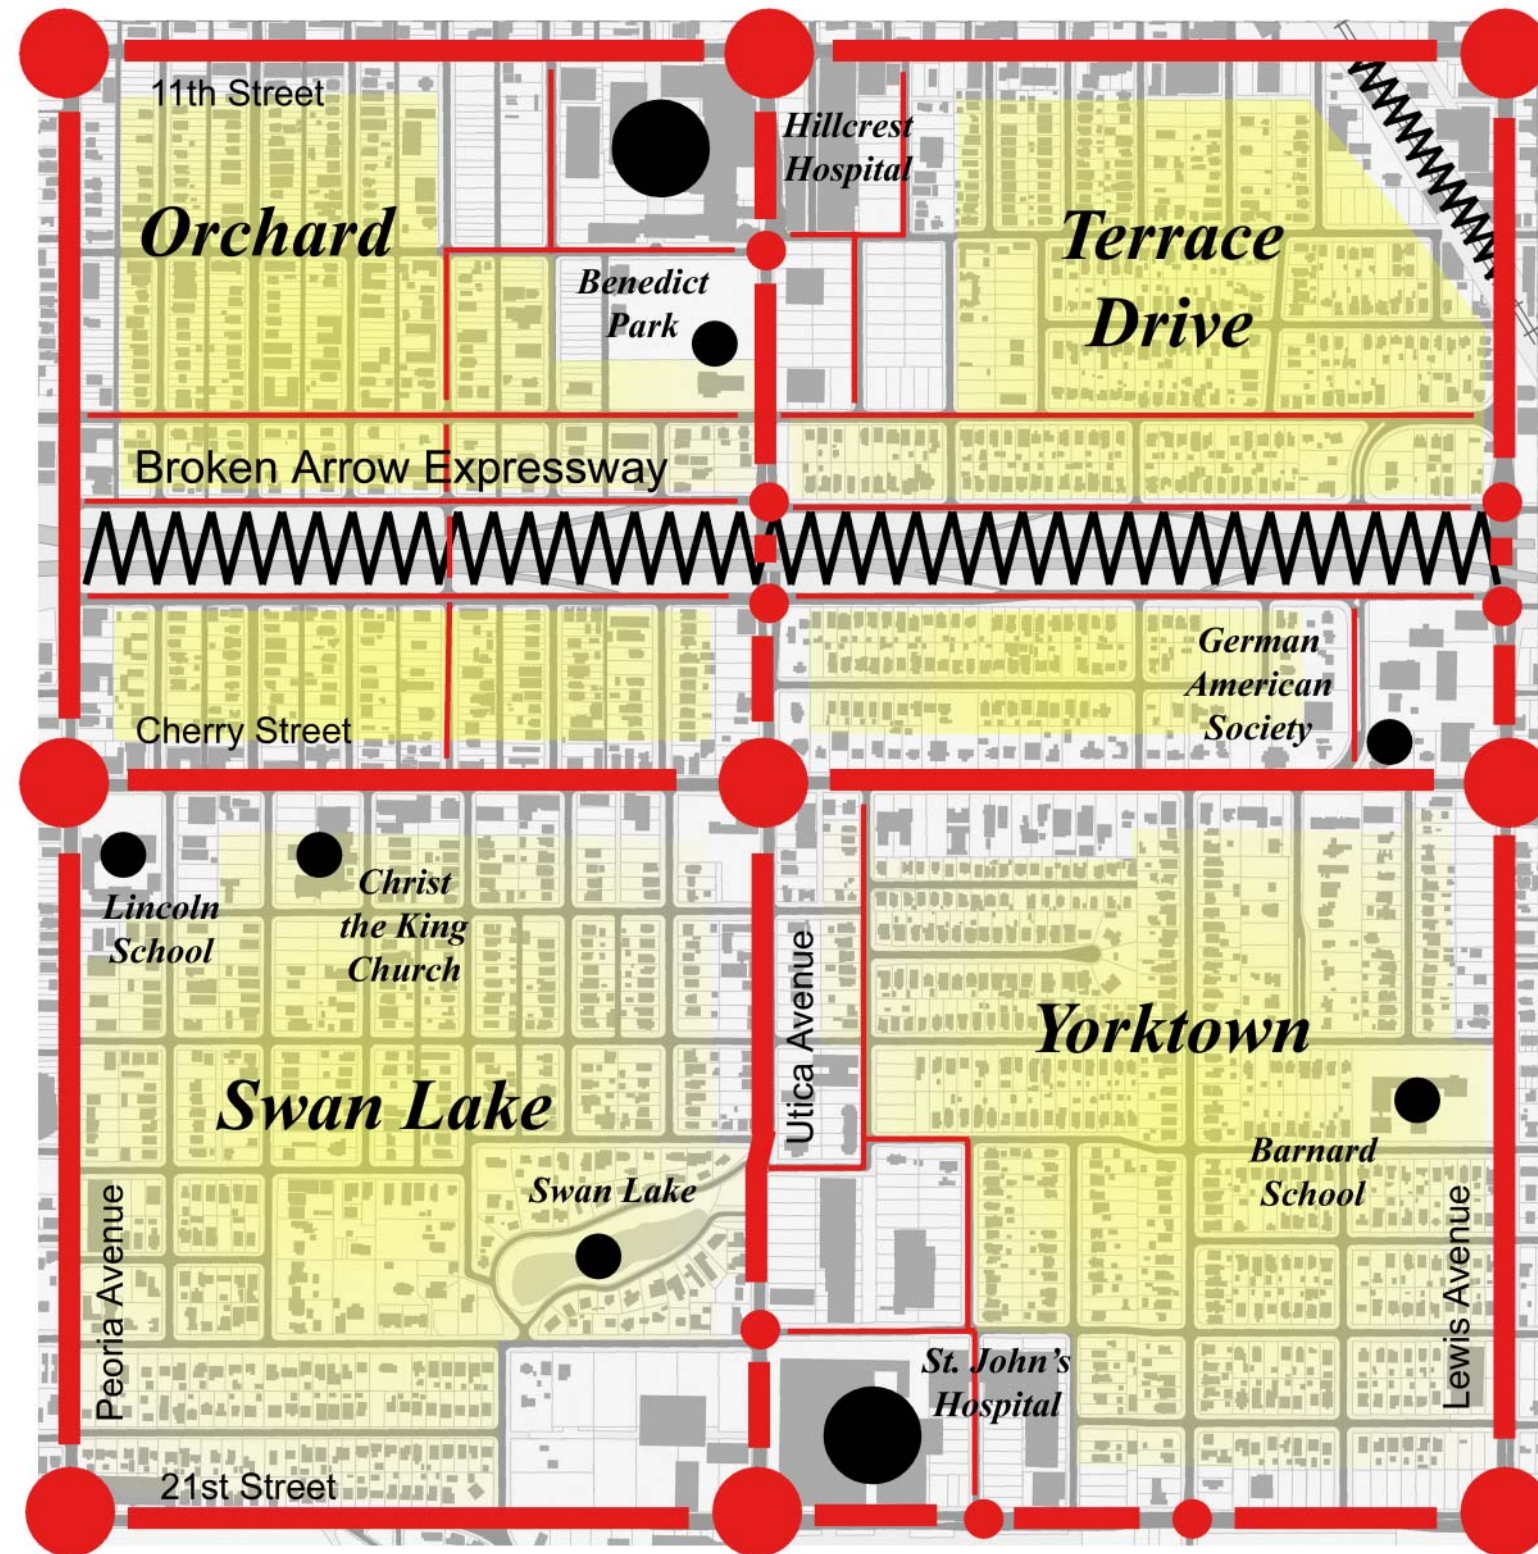 11th Street
Hillcrest
Hospital
Orchard
Terrace
Drive
Benedict
Park
Broken Arrow Expressway
German
American
Society
Cherry Street
Lincoln
School
Christ
the King
Church
Utica Avenue
Yorktown
Swan Lake
Barnard
School
Swan Lake
Peoria Avenue
Lewis Avenue
St. John’s
Hospital
21st Street